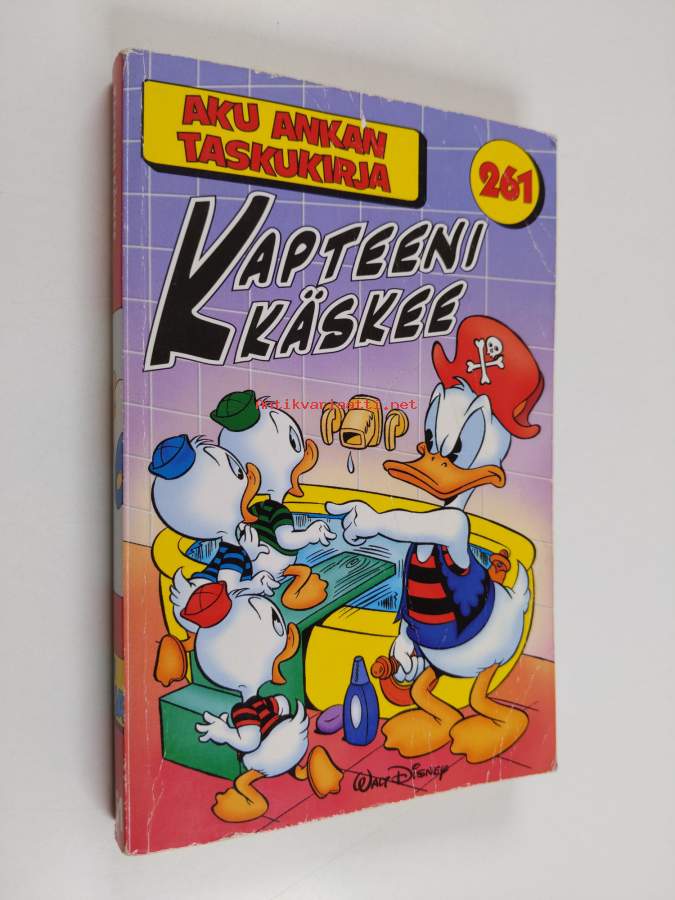 AKU ANKAN
TASKUKIRJA
261
KAPTEENI
KÄSKEE
antikvariaatti.net
WALT DISNEY